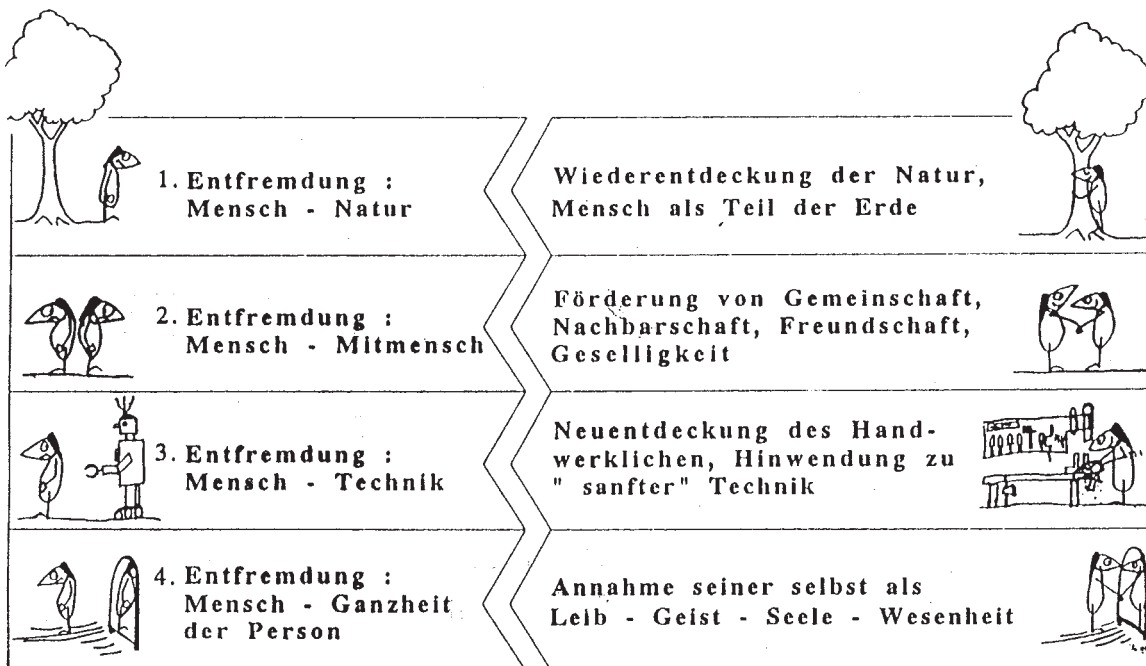 1. Entfremdung :
Mensch - Natur
Wiederentdeckung der Natur,
Mensch als Teil der Erde
2. Entfremdung :
Mensch - Mitmensch
Förderung von Gemeinschaft,
Nachbarschaft, Freundschaft,
Geselligkeit
3. Entfremdung :
Mensch - Technik
Neuentdeckung des Hand-
werklichen, Hinwendung zu
" sanfter" Technik
4. Entfremdung :
Mensch - Ganzheit
der Person
Annahme seiner selbst als
Leib - Geist - Seele - Wesenheit